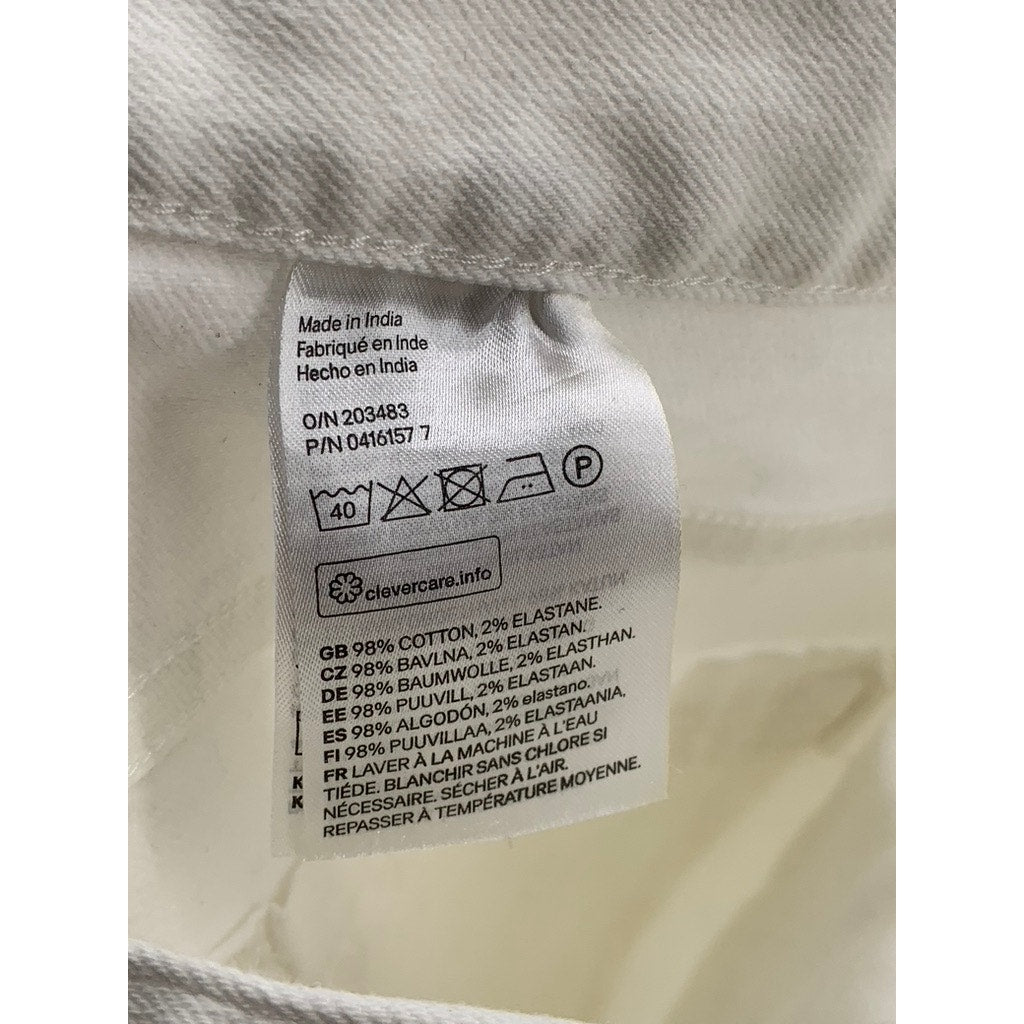 Made in India
Fabriqué en Inde
Hecho en India
O/N 203483
P/N 0416157 7
40
P
clevercare.info
GB 98% COTTON, 2% ELASTANE.
CZ 98% BAVLNA, 2% ELASTAN.
DE 98% BAUMWOLLE, 2% ELASTHAN.
EE 98% PUUVILL, 2% ELASTAAN.
ES 98% ALGODÓN, 2% elastano.
FI 98% PUUVILLAA, 2% ELASTAANIA,
FR LAVER À LA MACHINE À L'EAU
TIÉDE. BLANCHIR SANS CHLORE SI
NÉCESSAIRE. SÉCHER À L'AIR.
REPASSER À TEMPÉRATURE MOYENNE.
K
K